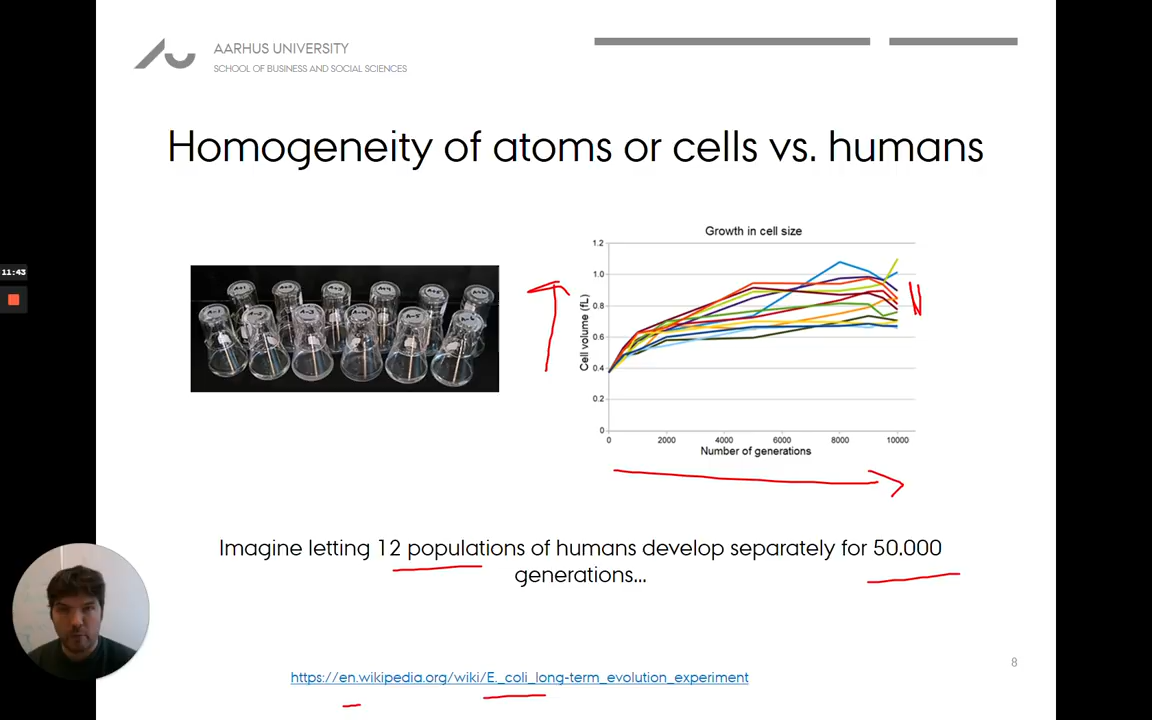 AARHUS UNIVERSITY
SCHOOL OF BUSINESS AND SOCIAL SCIENCES
Homogeneity of atoms or cells vs. humans
11:43
Growth in cell size
1.2
1.0
0.8
0.6
0.4
0.2
0
Cell volume (fL)
0 2000 4000 6000 8000 10000
Number of generations
Imagine letting 12 populations of humans develop separately for 50.000
generations...
8
https://en.wikipedia.org/wiki/E._coli_long-term_evolution_experiment